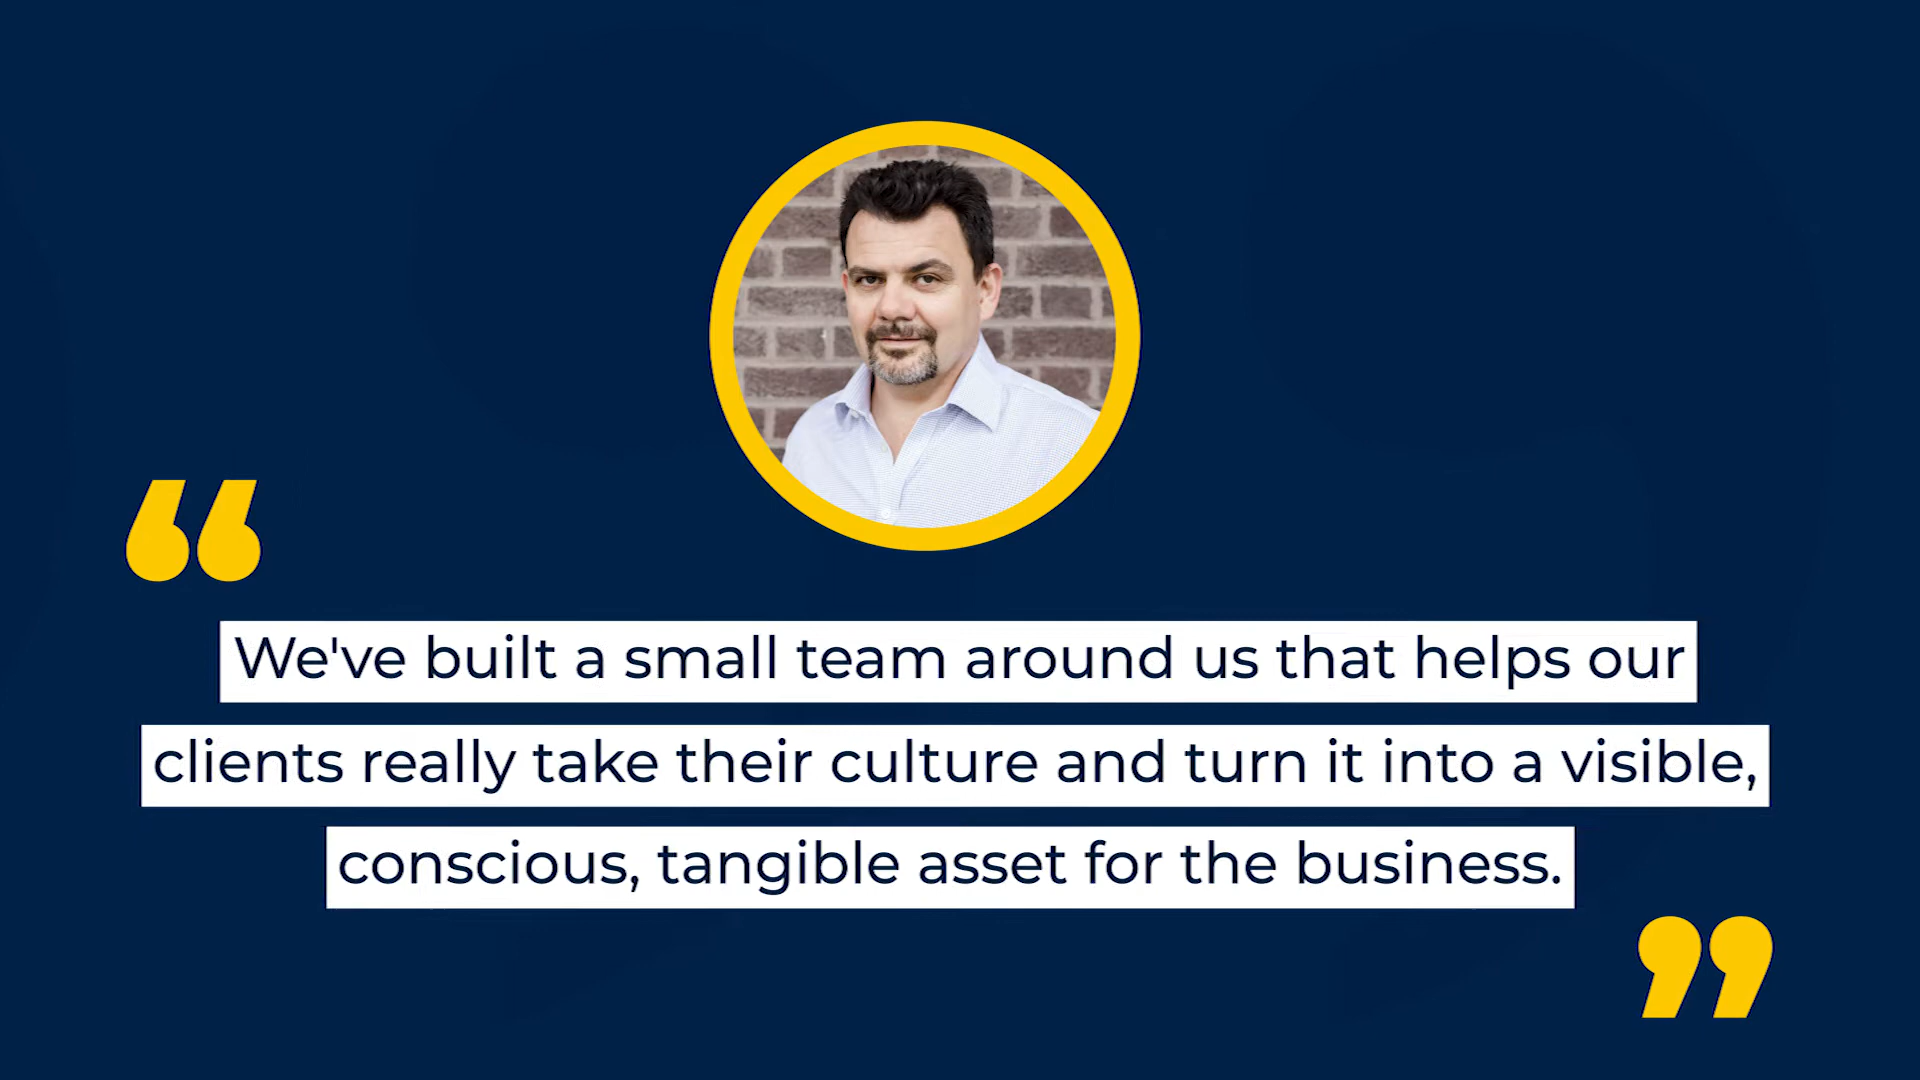 “
We've built a small team around us that helps our
clients really take their culture and turn it into a visible,
conscious, tangible asset for the business.
”